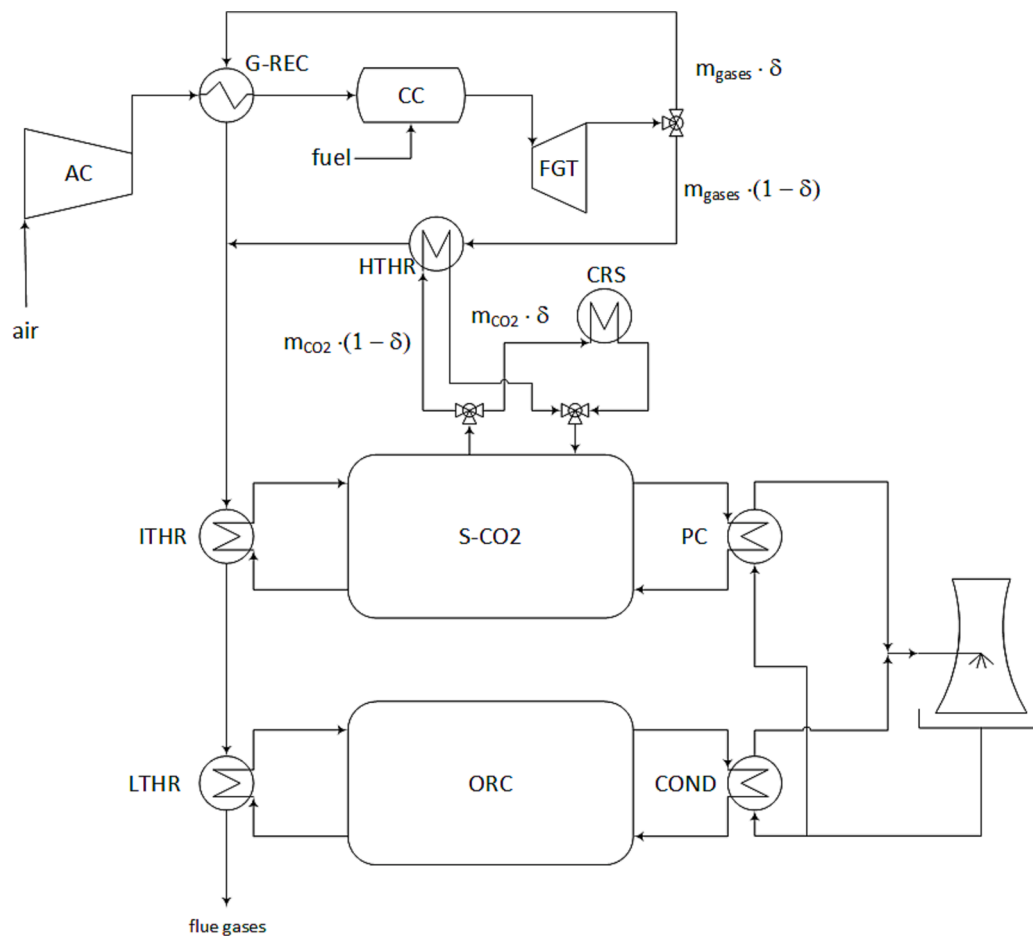 G-REC
m_gases · δ
CC
AC
fuel
FGT
m_gases ·(1 − δ)
HTHR
CRS
air
m_CO2 · δ
m_CO2 ·(1 − δ)
ITHR
S-CO2
PC
LTHR
ORC
COND
flue gases